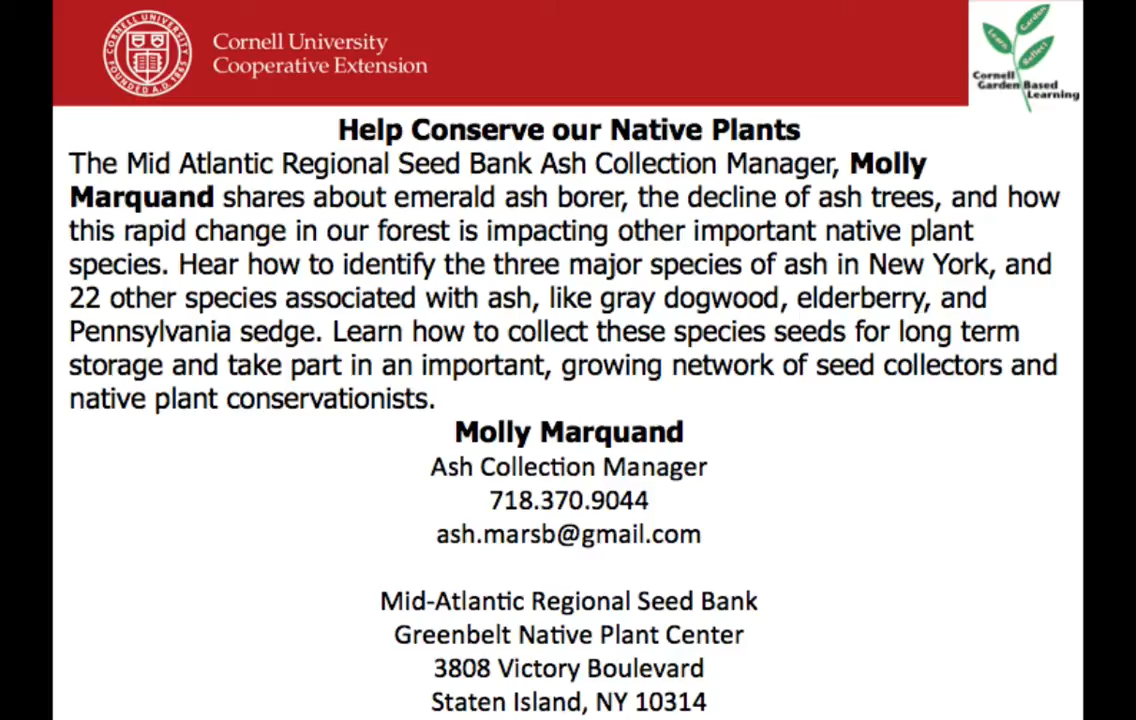 CORNELL UNIVERSITY
FOUNDED A.D. 1865
Cornell University
Cooperative Extension
Learn
Garden
Reflect
Cornell
Garden Based
Learning
Help Conserve our Native Plants
The Mid Atlantic Regional Seed Bank Ash Collection Manager, Molly
Marquand shares about emerald ash borer, the decline of ash trees, and how
this rapid change in our forest is impacting other important native plant
species. Hear how to identify the three major species of ash in New York, and
22 other species associated with ash, like gray dogwood, elderberry, and
Pennsylvania sedge. Learn how to collect these species seeds for long term
storage and take part in an important, growing network of seed collectors and
native plant conservationists.
Molly Marquand
Ash Collection Manager
718.370.9044
ash.marsb@gmail.com
Mid-Atlantic Regional Seed Bank
Greenbelt Native Plant Center
3808 Victory Boulevard
Staten Island, NY 10314